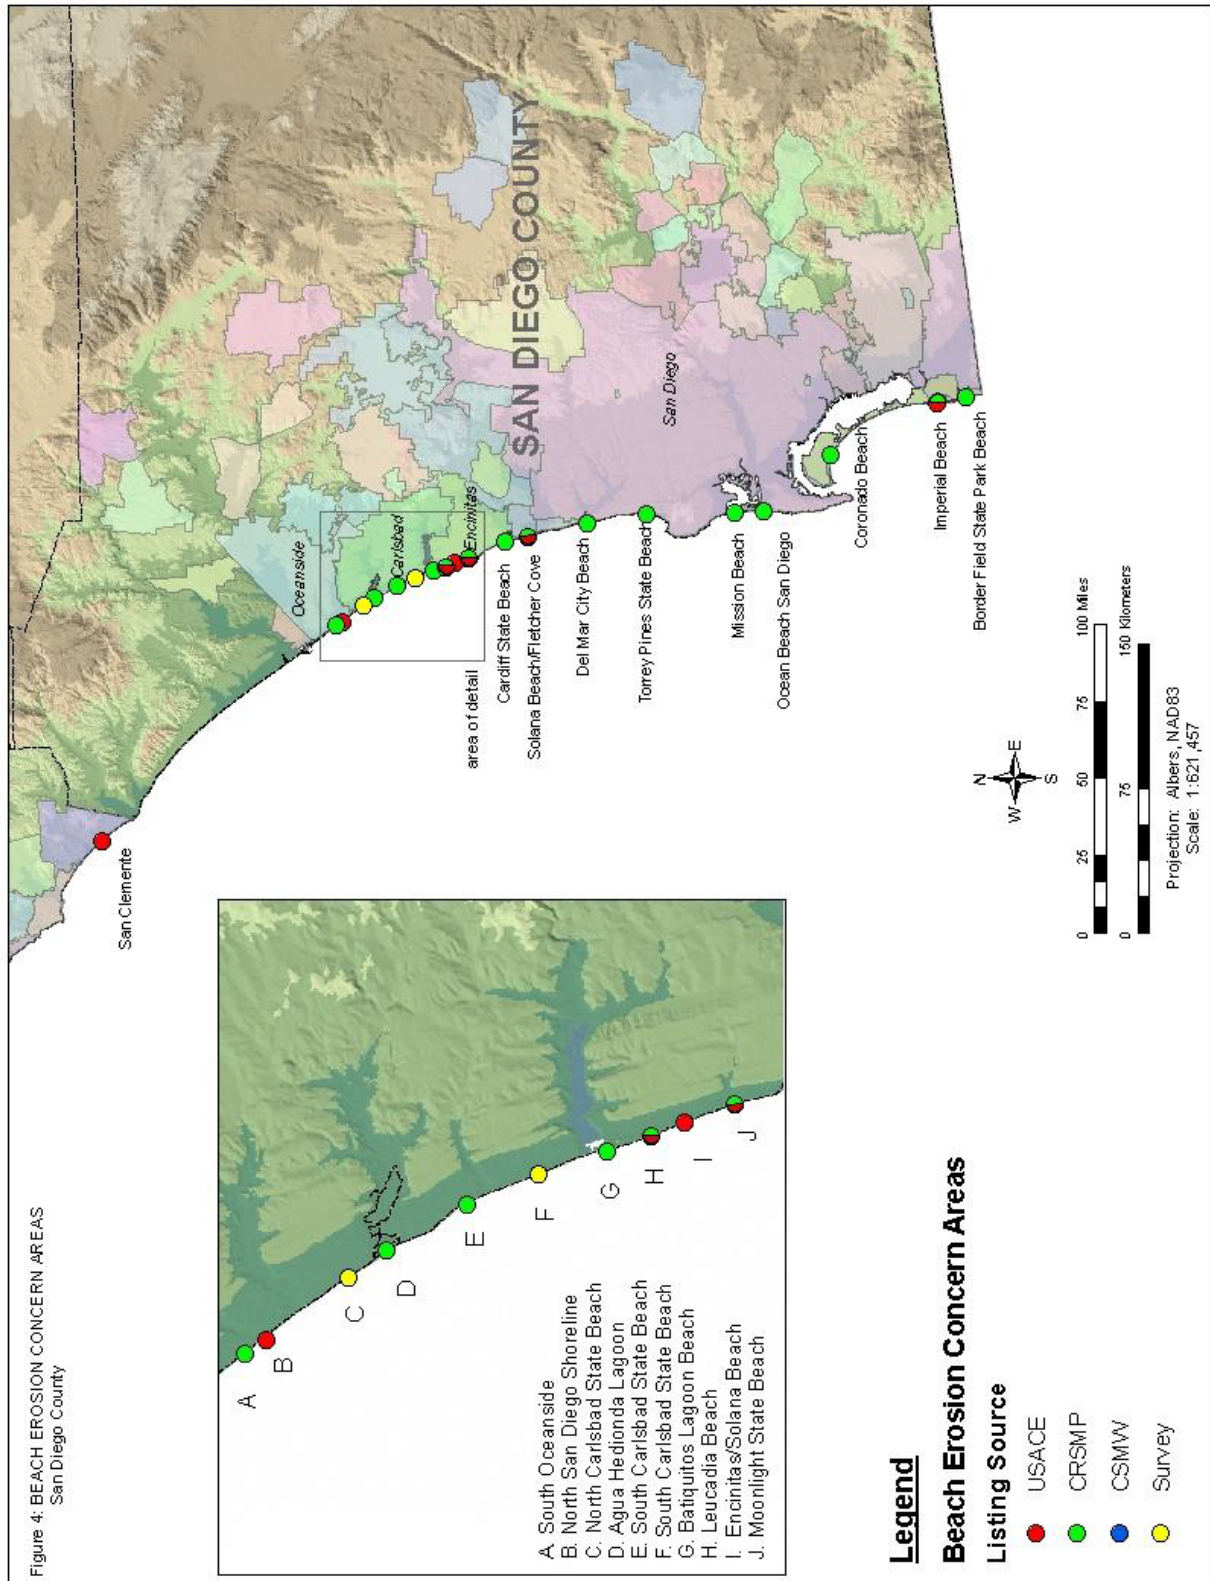 Figure 4: BEACH EROSION CONCERN AREAS
San Diego County
San Clemente
Oceanside
Carlsbad
Encinitas
area of detail
Cardiff State Beach
Solana Beach/Fletcher Cove
Del Mar City Beach
Torrey Pines State Beach
Mission Beach
Ocean Beach San Diego
Coronado Beach
Imperial Beach
Border Field State Park Beach
San Diego
SAN DIEGO COUNTY
A
B
C
D
E
F
G
H
I
J
A. South Oceanside
B. North San Diego Shoreline
C. North Carlsbad State Beach
D. Agua Hedionda Lagoon
E. South Carlsbad State Beach
F. South Carlsbad State Beach
G. Batiquitos Lagoon Beach
H. Leucadia Beach
I. Encinitas/Solana Beach
J. Moonlight State Beach
Legend
Beach Erosion Concern Areas
Listing Source
USACE
CRSMP
CSMW
Survey
N
W E
S
0 25 50 75 100 Miles
0 75 150 Kilometers
Projection: Albers, NAD83
Scale: 1:621,457